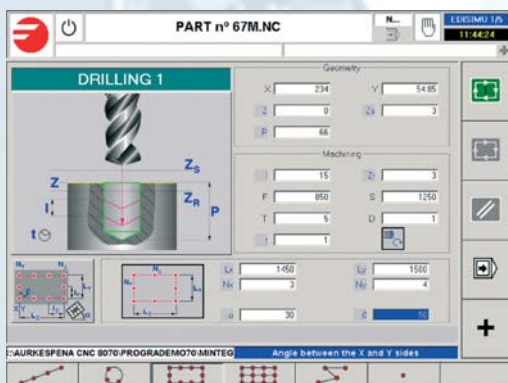 PART nº 67M.NC
N...
EDISIMU 1/5
11:44:24
DRILLING 1
Zs
Z
ZR
I
P
t
Geometry
X 234 Y 54.85
Z 0 Zs 3
P 66
Machining
I 15 Zr 3
F 850 S 1250
T 5 D 1
t 1
Lx 1450 Ly 1500
Nx 3 Ny 4
α 30
:\AURKESPENA CNC 8070\PROGRADEMO70\MINTEG
Angle between the X and Y sides